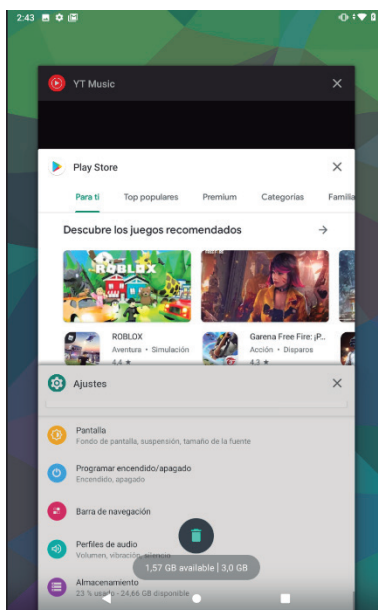 2:43
YT Music
Play Store
Para ti Top populares Premium Categorías Familia
Descubre los juegos recomendados
ROBLOX
ROBLOX
Aventura • Simulación
4.4 ★
Garena Free Fire: ¡P..
Acción • Disparos
4.3 ★
Ajustes
Pantalla
Fondo de pantalla, suspensión, tamaño de la fuente
Programar encendido/apagado
Encendido, apagado
Barra de navegación
Perfiles de audio
Volumen, vibración, silencio
1,57 GB available | 3,0 GB
Almacenamiento
23 % usado - 24,66 GB disponible